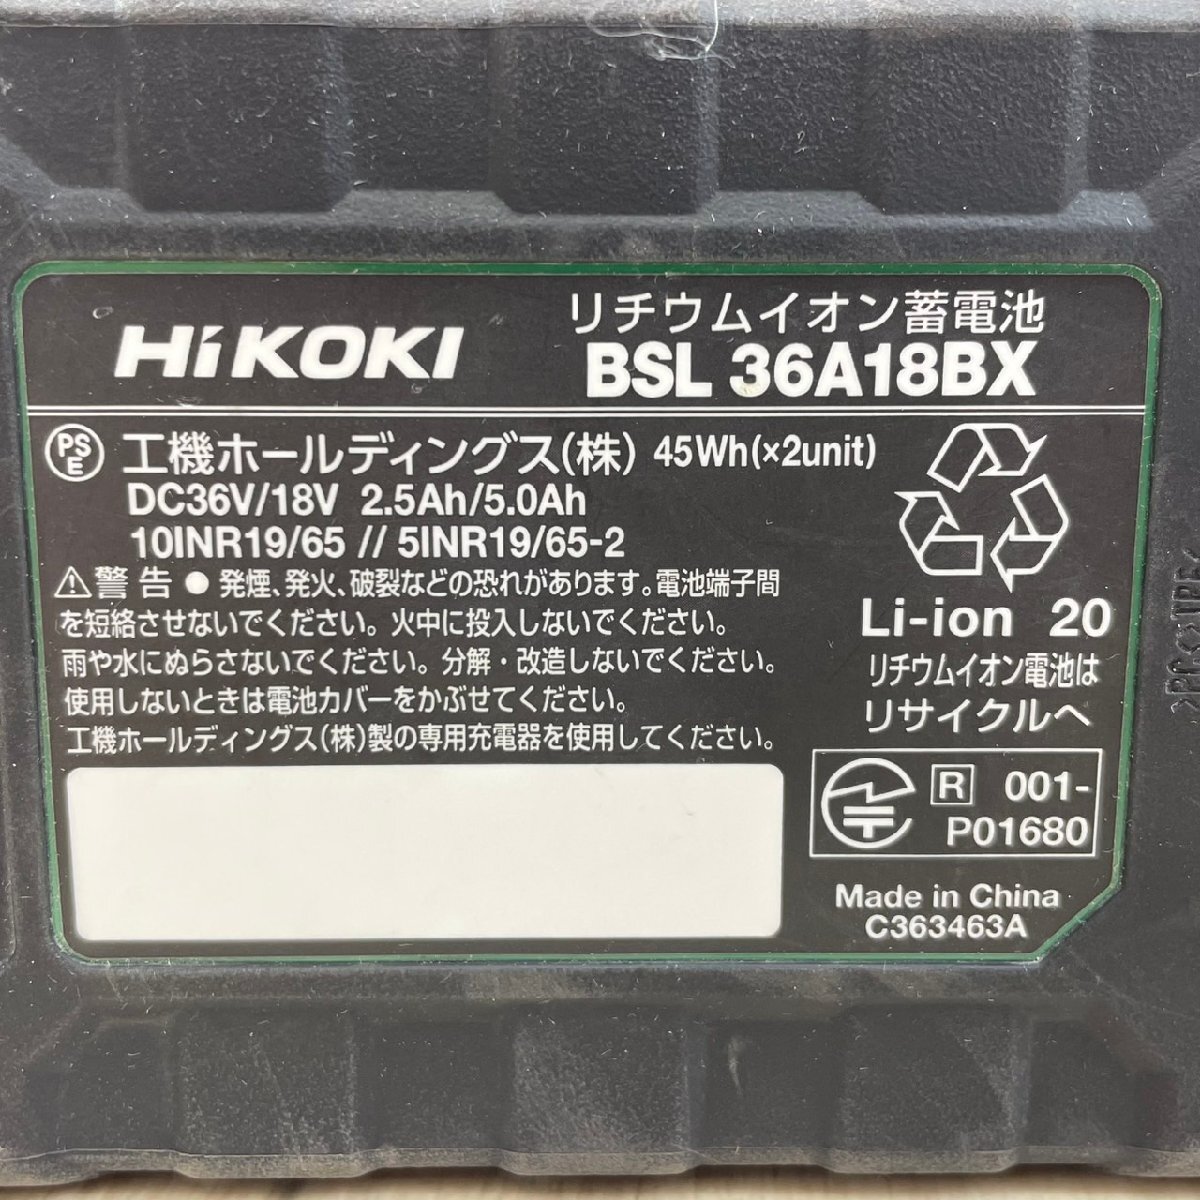 HiKOKI
リチウムイオン蓄電池
BSL 36A18BX
PSE 工機ホールディングス(株) 45Wh(×2unit)
DC36V/18V 2.5Ah/5.0Ah
10INR19/65 // 5INR19/65-2
⚠警告 ● 発煙、発火、破裂などの恐れがあります。電池端子間
を短絡させないでください。火中に投入しないでください。
雨や水にぬらさないでください。分解・改造しないでください。
使用しないときは電池カバーをかぶせてください。
工機ホールディングス(株)製の専用充電器を使用してください。
Li-ion 20
リチウムイオン電池は
リサイクルへ
R 001-
P01680
Made in China
C363463A